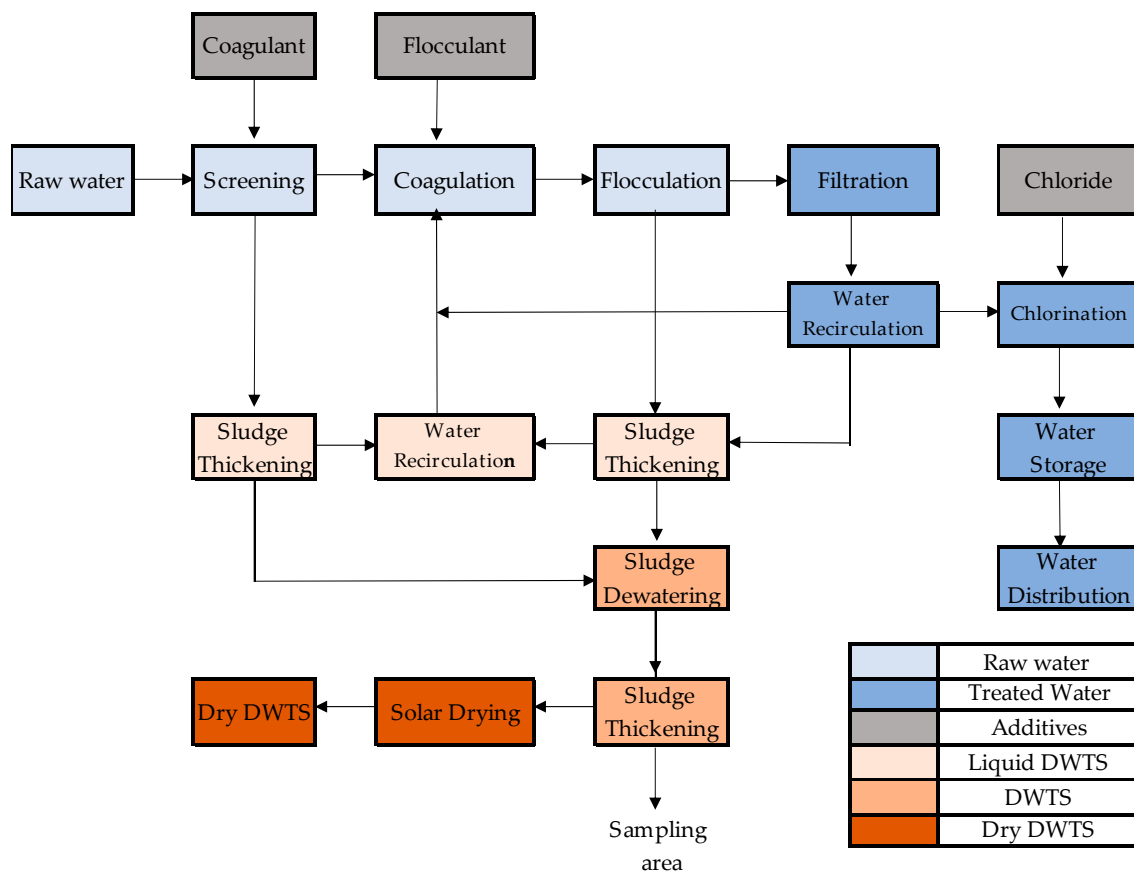 Coagulant
Flocculant
Raw water
Screening
Coagulation
Flocculation
Filtration
Chloride
Water
Recirculation
Chlorination
Sludge
Thickening
Water
Recirculation
Sludge
Thickening
Water
Storage
Sludge
Dewatering
Water
Distribution
Dry DWTS
Solar Drying
Sludge
Thickening
Sampling
area
Raw water
Treated Water
Additives
Liquid DWTS
DWTS
Dry DWTS